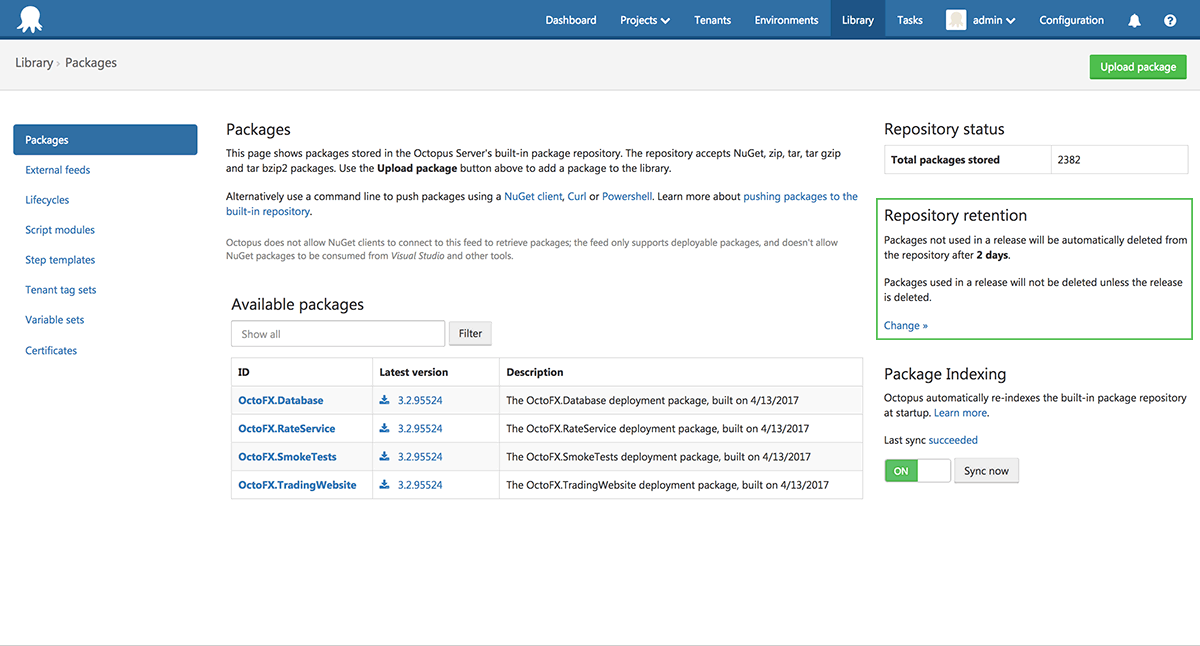 Dashboard Projects Tenants Environments Library Tasks admin Configuration
Library › Packages
Upload package
Packages
External feeds
Lifecycles
Script modules
Step templates
Tenant tag sets
Variable sets
Certificates
Packages
This page shows packages stored in the Octopus Server's built-in package repository. The repository accepts NuGet, zip, tar, tar gzip
and tar bzip2 packages. Use the Upload package button above to add a package to the library.
Alternatively use a command line to push packages using a NuGet client, Curl or Powershell. Learn more about pushing packages to the
built-in repository.
Octopus does not allow NuGet clients to connect to this feed to retrieve packages; the feed only supports deployable packages, and doesn't allow
NuGet packages to be consumed from Visual Studio and other tools.
Available packages
Show all Filter
ID Latest version Description
OctoFX.Database 3.2.95524 The OctoFX.Database deployment package, built on 4/13/2017
OctoFX.RateService 3.2.95524 The OctoFX.RateService deployment package, built on 4/13/2017
OctoFX.SmokeTests 3.2.95524 The OctoFX.SmokeTests deployment package, built on 4/13/2017
OctoFX.TradingWebsite 3.2.95524 The OctoFX.TradingWebsite deployment package, built on 4/13/2017
Repository status
Total packages stored 2382
Repository retention
Packages not used in a release will be automatically deleted from
the repository after 2 days.
Packages used in a release will not be deleted unless the release
is deleted.
Change »
Package Indexing
Octopus automatically re-indexes the built-in package repository
at startup. Learn more.
Last sync succeeded
ON Sync now